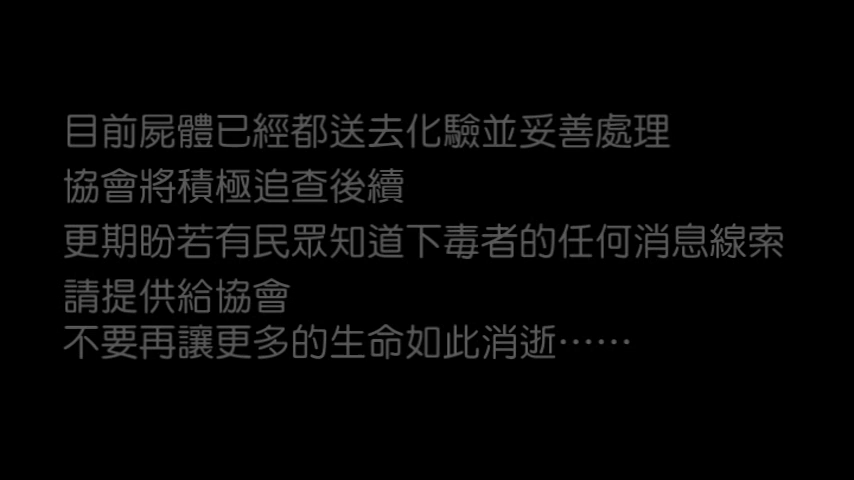 目前屍體已經都送去化驗並妥善處理
協會將積極追查後續
更期盼若有民眾知道下毒者的任何消息線索
請提供給協會
不要再讓更多的生命如此消逝⋯⋯